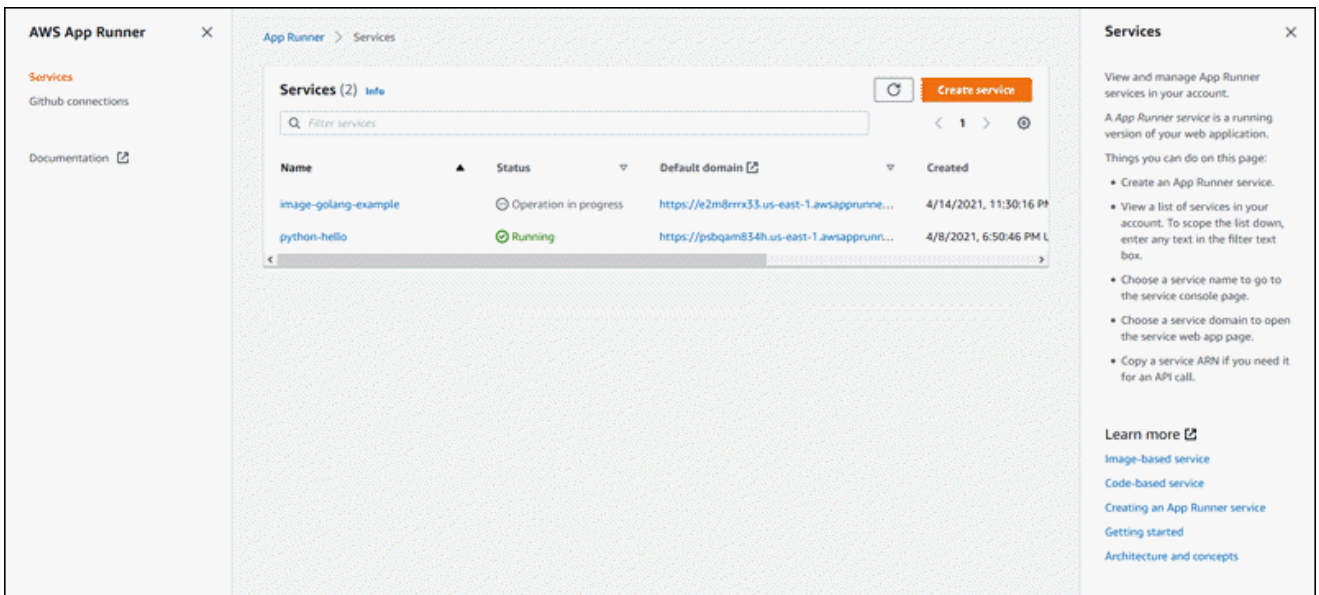 AWS App Runner
Services
Github connections
Documentation
App Runner > Services
Services (2) Info
Create service
Filter services
< 1 >
Name Status Default domain Created
image-golang-example Operation in progress https://e2m8rrrx33.us-east-1.awsapprunne... 4/14/2021, 11:30:16 PM
python-hello Running https://psbqam834h.us-east-1.awsapprunn... 4/8/2021, 6:50:46 PM U
Services
View and manage App Runner
services in your account.
A App Runner service is a running
version of your web application.
Things you can do on this page:
• Create an App Runner service.
• View a list of services in your
account. To scope the list down,
enter any text in the filter text
box.
• Choose a service name to go to
the service console page.
• Choose a service domain to open
the service web app page.
• Copy a service ARN if you need it
for an API call.
Learn more
Image-based service
Code-based service
Creating an App Runner service
Getting started
Architecture and concepts